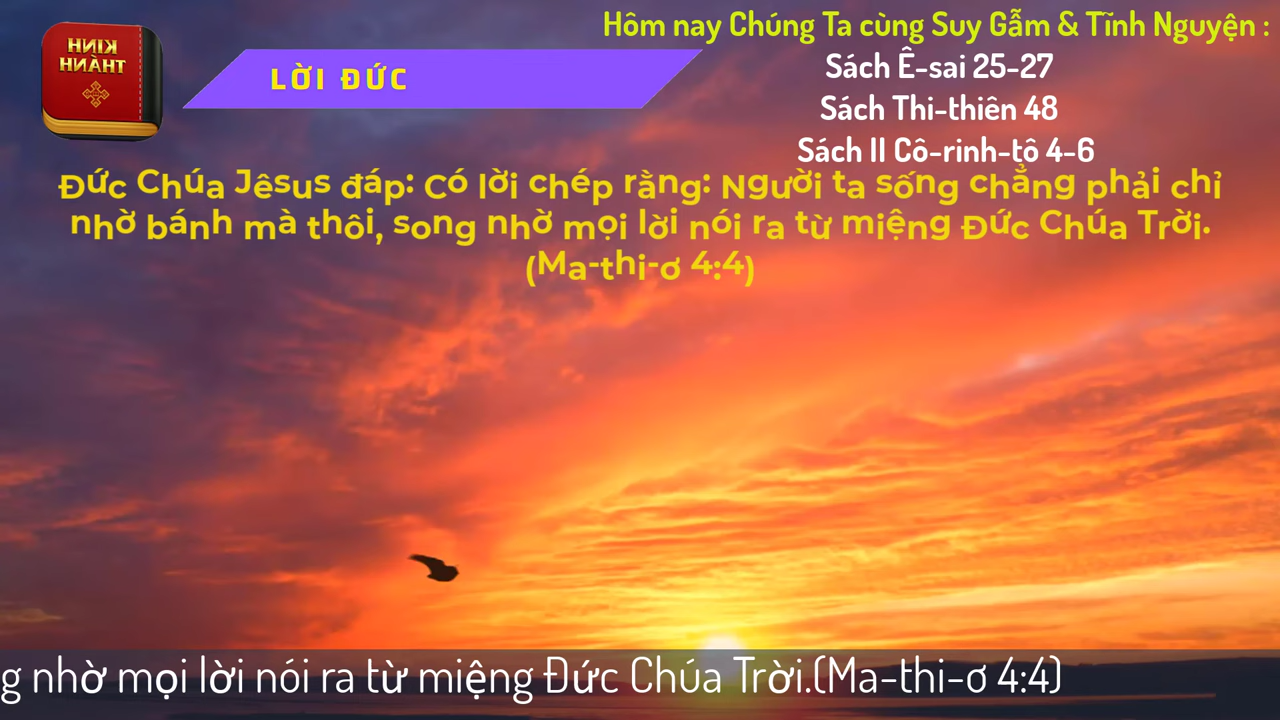 Hôm nay Chúng Ta cùng Suy Gẫm & Tĩnh Nguyện :
KINH
THÀNH
LỜI ĐỨC
Sách Ê-sai 25-27
Sách Thi-thiên 48
Sách II Cô-rinh-tô 4-6
Đức Chúa Jêsus đáp: Có lời chép rằng: Người ta sống chẳng phải chỉ
nhờ bánh mà thôi, song nhờ mọi lời nói ra từ miệng Đức Chúa Trời.
(Ma-thi-ơ 4:4)
g nhờ mọi lời nói ra từ miệng Đức Chúa Trời.(Ma-thi-ơ 4:4)